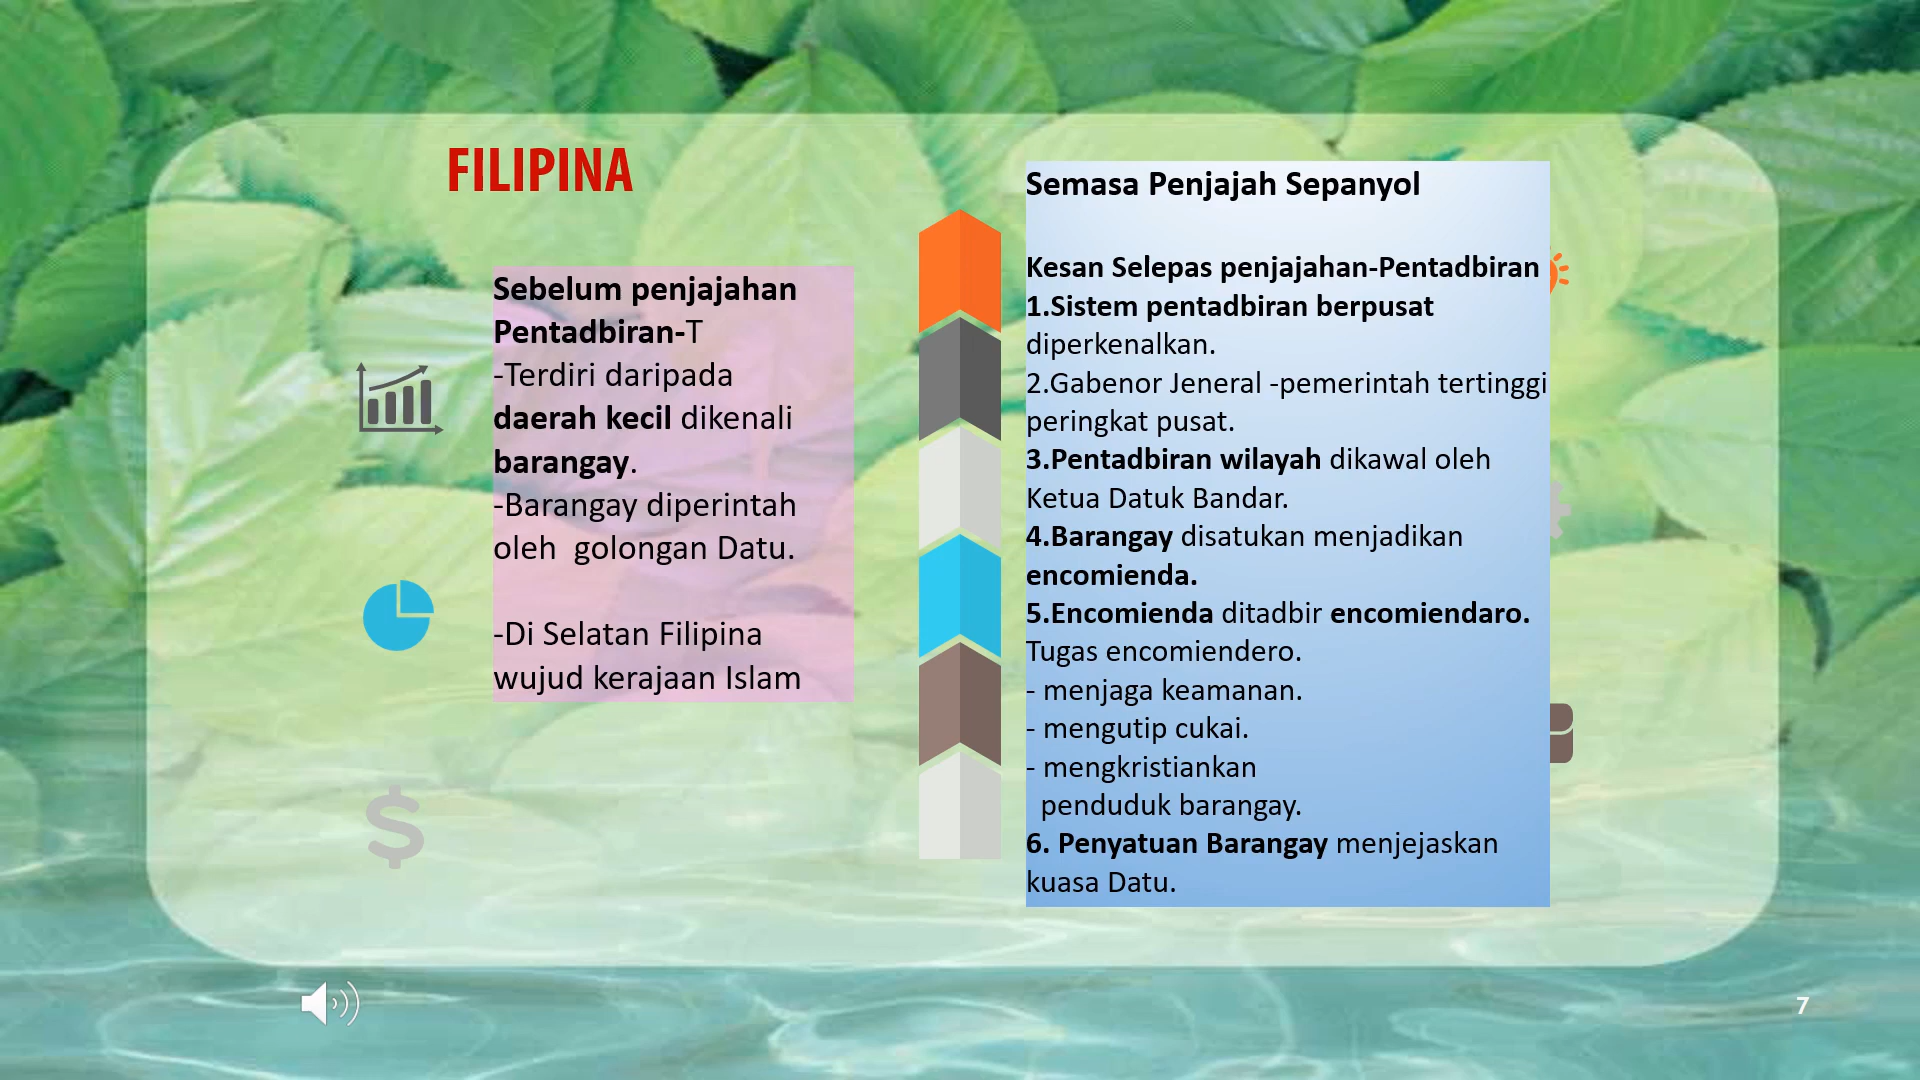 FILIPINA
Sebelum penjajahan
Pentadbiran-T
-Terdiri daripada
daerah kecil dikenali
barangay.
-Barangay diperintah
oleh  golongan Datu.
-Di Selatan Filipina
wujud kerajaan Islam
Semasa Penjajah Sepanyol
Kesan Selepas penjajahan-Pentadbiran
1.Sistem pentadbiran berpusat
diperkenalkan.
2.Gabenor Jeneral -pemerintah tertinggi
peringkat pusat.
3.Pentadbiran wilayah dikawal oleh
Ketua Datuk Bandar.
4.Barangay disatukan menjadikan
encomienda.
5.Encomienda ditadbir encomiendaro.
Tugas encomiendero.
- menjaga keamanan.
- mengutip cukai.
- mengkristiankan
penduduk barangay.
6. Penyatuan Barangay menjejaskan
kuasa Datu.
7